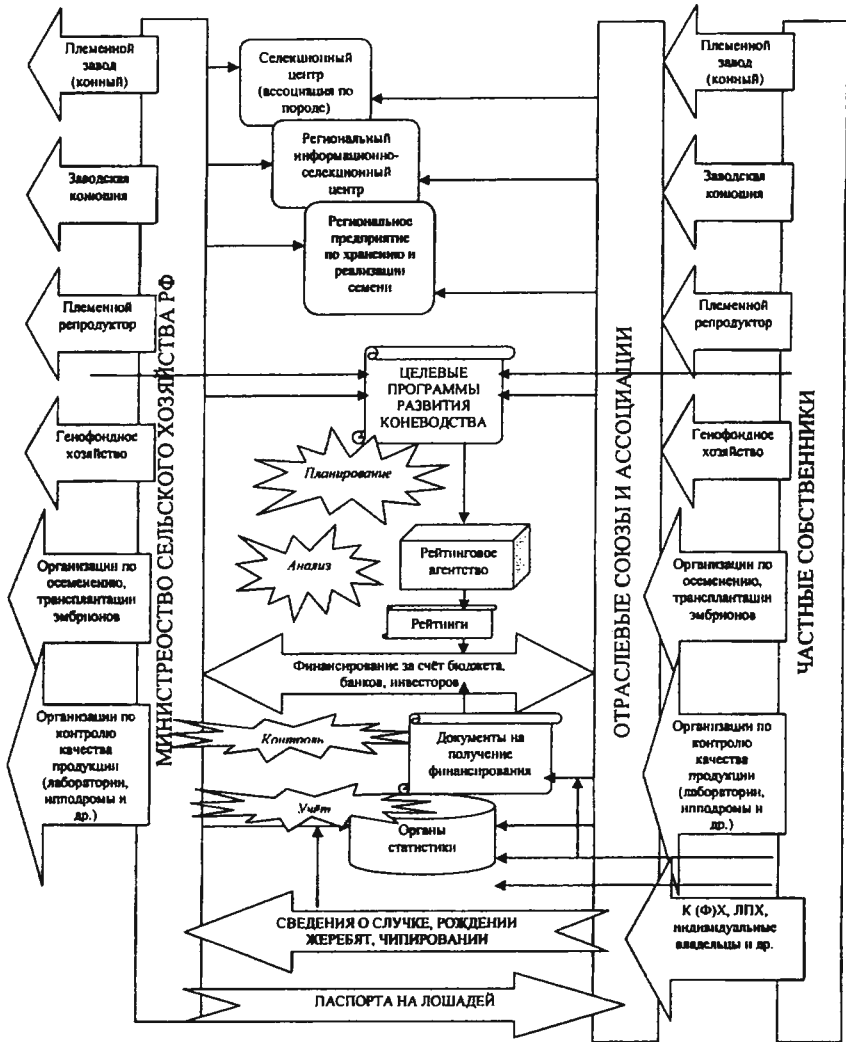 Племенной
завод
(конный)
Заводская
конюшня
Племенной
репродуктор
Генофондное
хозяйство
Организации по
осеменению,
трансплантации
эмбрионов
Организации по
контролю
качества
продукции
(лаборатории,
ипподромы и
др.)
МИНИСТРЕОСТВО СЕЛЬСКОГО ХОЗЯЙСТВА РФ
Селекционный
центр
(ассоциация по
породе)
Региональный
информационно-
селекционный
центр
Региональное
предприятие
по хранению и
реализации
семени
ЦЕЛЕВЫЕ
ПРОГРАММЫ
РАЗВИТИЯ
КОНЕВОДСТВА
Планирование
Анализ
Рейтинговое
агентство
Рейтинги
Финансирование за счёт бюджета,
банков, инвесторов
Контроль
Документы на
получение
финансирования
Учёт
Органы
статистики
СВЕДЕНИЯ О СЛУЧКЕ, РОЖДЕНИИ
ЖЕРЕБЯТ, ЧИПИРОВАНИИ
ПАСПОРТА НА ЛОШАДЕЙ
ОТРАСЛЕВЫЕ СОЮЗЫ И АССОЦИАЦИИ
Племенной
завод
(конный)
Заводская
конюшня
Племенной
репродуктор
Генофондное
хозяйство
Организации по
осеменению,
трансплантации
эмбрионов
Организации по
контролю
качества
продукции
(лаборатории,
ипподромы и
др.)
К (Ф)Х, ЛПХ,
индивидуальные
владельцы и др.
ЧАСТНЫЕ СОБСТВЕННИКИ